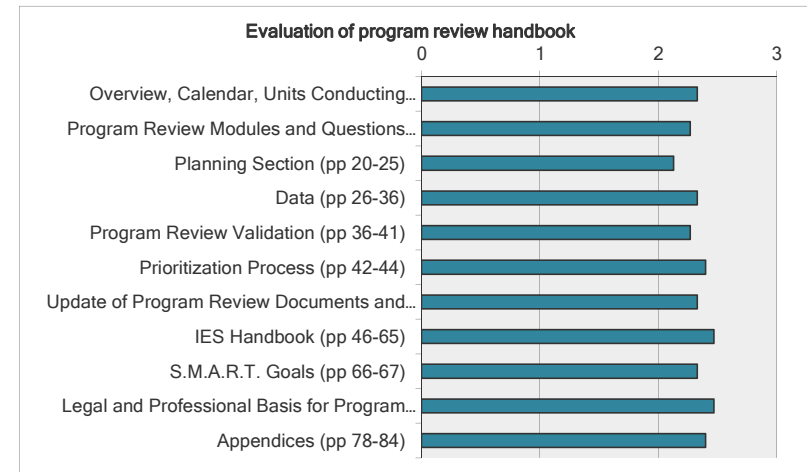 Evaluation of program review handbook
0 1 2 3
Overview, Calendar, Units Conducting...
Program Review Modules and Questions...
Planning Section (pp 20-25)
Data (pp 26-36)
Program Review Validation (pp 36-41)
Prioritization Process (pp 42-44)
Update of Program Review Documents and...
IES Handbook (pp 46-65)
S.M.A.R.T. Goals (pp 66-67)
Legal and Professional Basis for Program...
Appendices (pp 78-84)